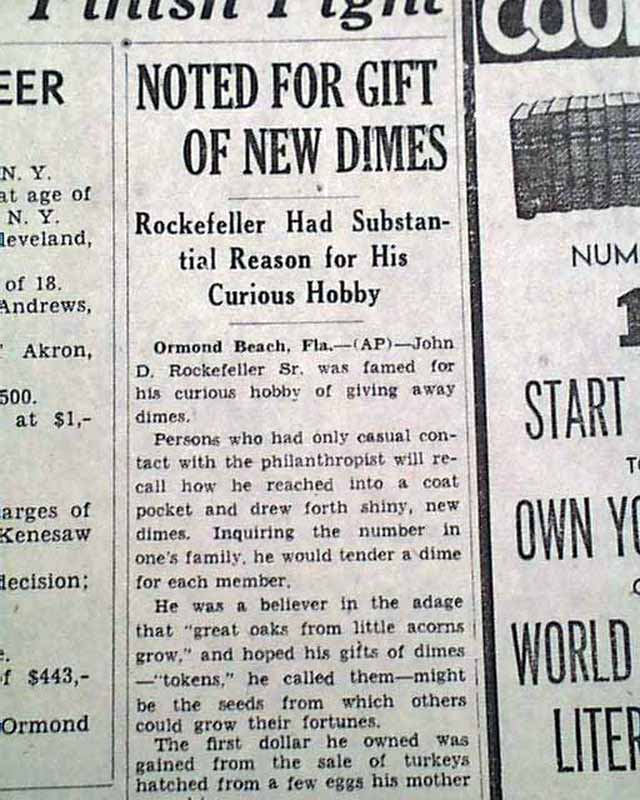 Finish Fight
EER
N. Y.
at age of
N. Y.
leveland,
of 18.
Andrews,
Akron,
500.
at $1,-
arges of
Kenesaw
decision;
e.
f $443,-
Ormond
NOTED FOR GIFT
OF NEW DIMES
Rockefeller Had Substan-
tial Reason for His
Curious Hobby
Ormond Beach, Fla.—(AP)—John
D. Rockefeller Sr. was famed for
his curious hobby of giving away
dimes.
Persons who had only casual con-
tact with the philanthropist will re-
call how he reached into a coat
pocket and drew forth shiny, new
dimes. Inquiring the number in
one's family, he would tender a dime
for each member.
He was a believer in the adage
that "great oaks from little acorns
grow," and hoped his gifts of dimes
—"tokens," he called them—might
be the seeds from which others
could grow their fortunes.
The first dollar he owned was
gained from the sale of turkeys
hatched from a few eggs his mother
COU
NUM
1
START
TO
OWN YO
WORLD
LITER